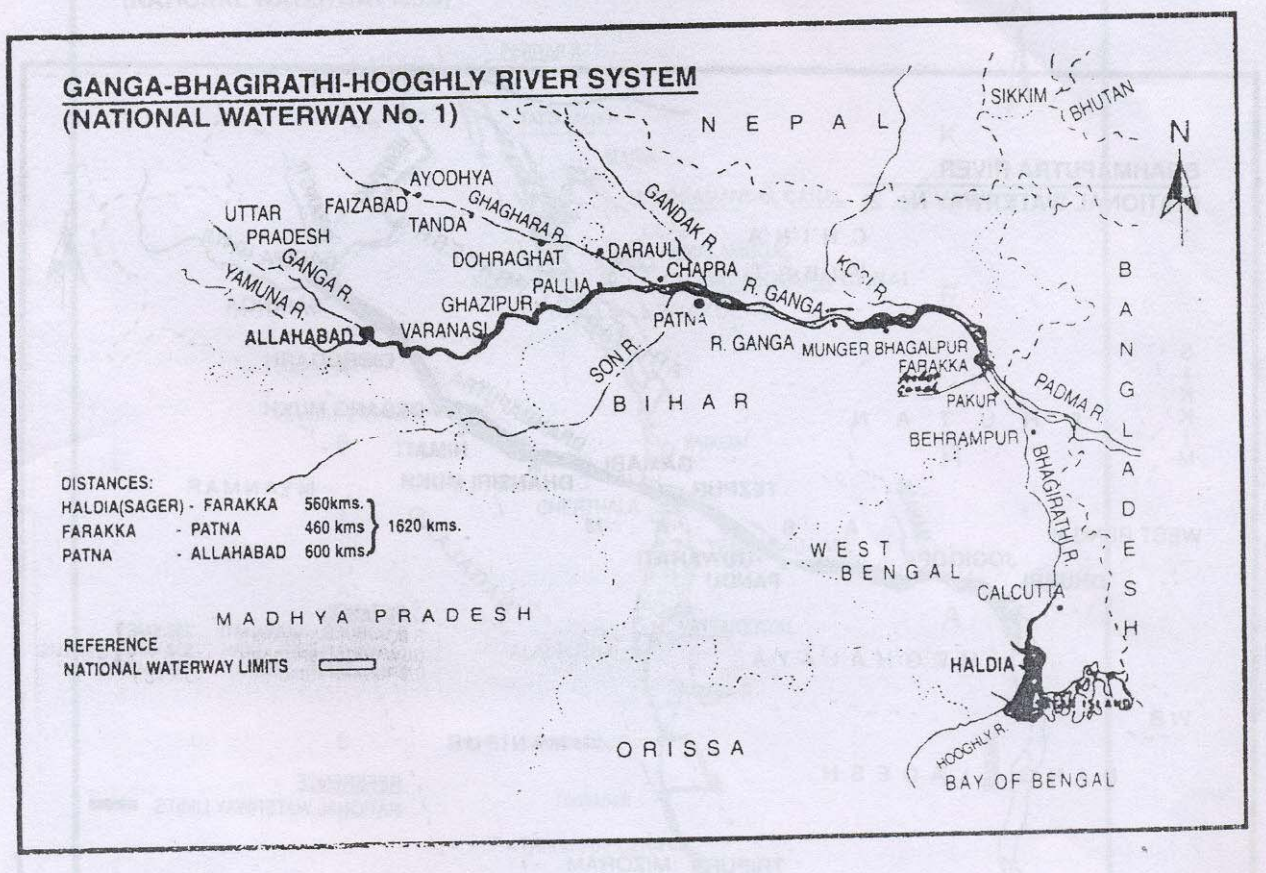 GANGA-BHAGIRATHI-HOOGHLY RIVER SYSTEM
(NATIONAL WATERWAY No. 1)
SIKKIM
BHUTAN
NEPAL
N
AYODHYA
FAIZABAD
TANDA
GHAGHARA R.
DOHRAGHAT
DARAULI
GANDAK R.
UTTAR
PRADESH
GANGA R.
YAMUNA R.
ALLAHABAD
VARANASI
GHAZIPUR
PALLIA
CHAPRA
PATNA
R. GANGA
R. GANGA
KOSI R.
SON R.
MUNGER BHAGALPUR
FARAKKA
PAKUR
PADMA R.
BIHAR
BEHRAMPUR
BHAGIRATHI R.
BANGLADESH
DISTANCES:
HALDIA(SAGER) - FARAKKA 560kms.
FARAKKA - PATNA 460 kms
PATNA - ALLAHABAD 600 kms.
1620 kms.
WEST
BENGAL
CALCUTTA
MADHYA PRADESH
REFERENCE
NATIONAL WATERWAY LIMITS
HALDIA
ISLAND
ORISSA
HOOGHLY R.
BAY OF BENGAL